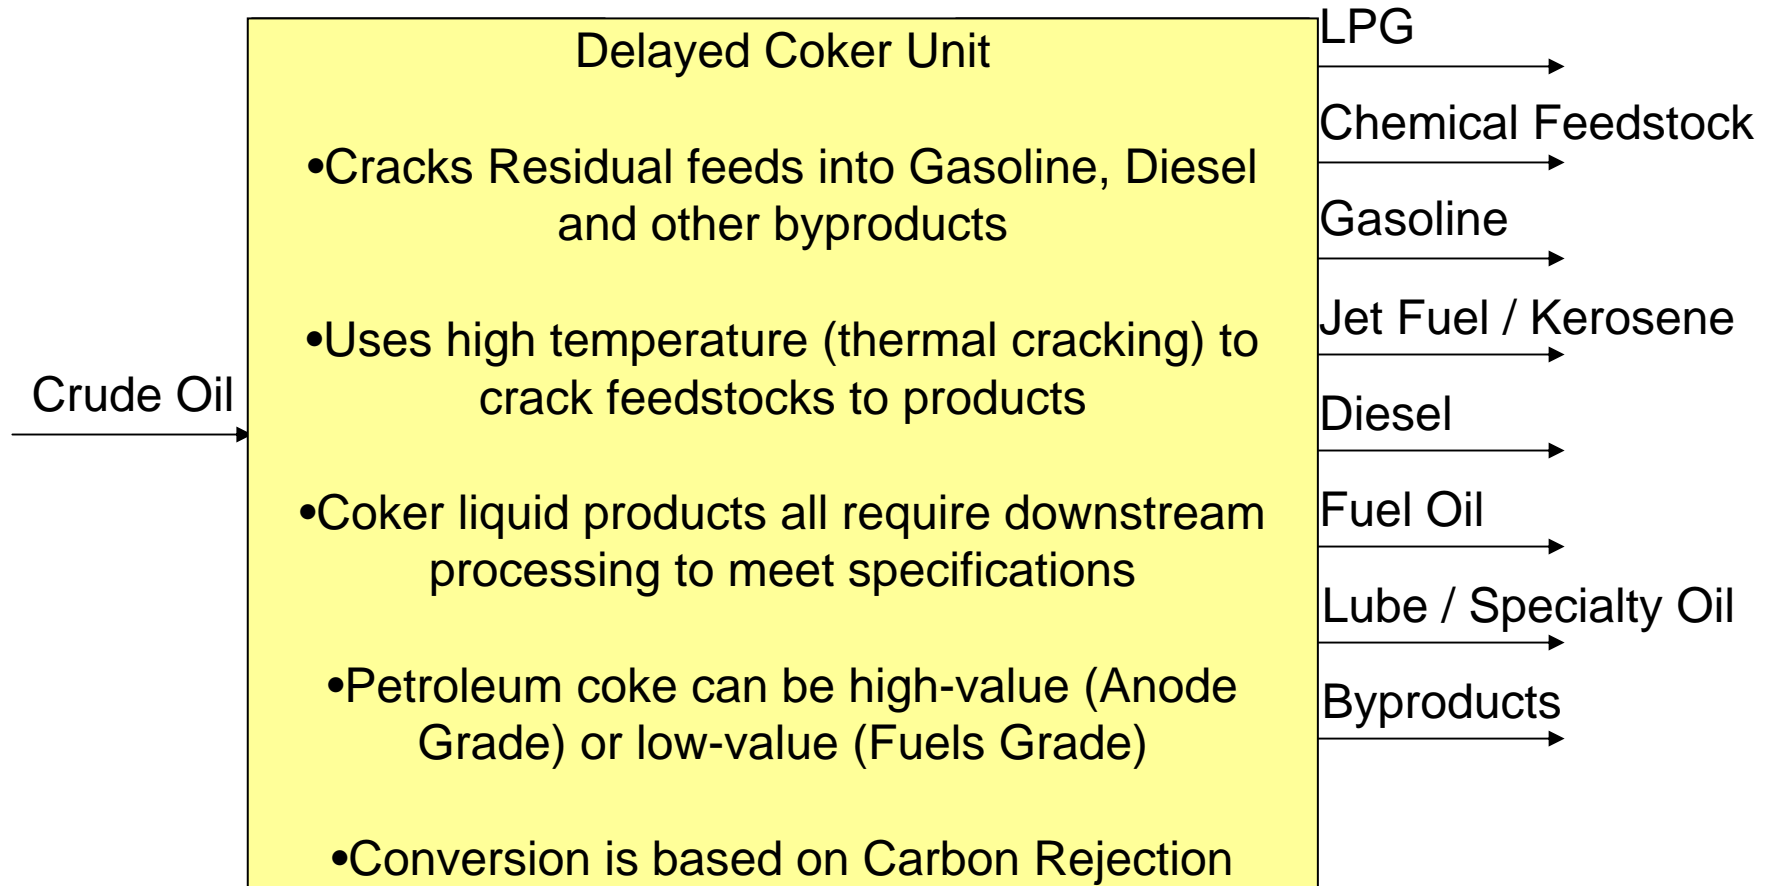 Delayed Coker Unit
•Cracks Residual feeds into Gasoline, Diesel
and other byproducts
•Uses high temperature (thermal cracking) to
crack feedstocks to products
•Coker liquid products all require downstream
processing to meet specifications
•Petroleum coke can be high-value (Anode
Grade) or low-value (Fuels Grade)
•Conversion is based on Carbon Rejection
Crude Oil
LPG
Chemical Feedstock
Gasoline
Jet Fuel / Kerosene
Diesel
Fuel Oil
Lube / Specialty Oil
Byproducts